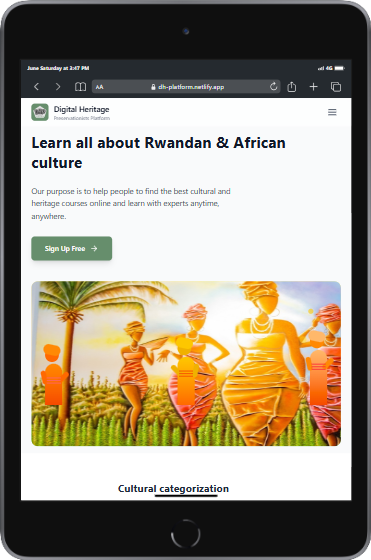 June Saturday at 3:47 PM
4G
AA
dh-platform.netlify.app
Digital Heritage
Preservationists Platform
Learn all about Rwandan & African
culture
Our purpose is to help people to find the best cultural and
heritage courses online and learn with experts anytime,
anywhere.
Sign Up Free
Cultural categorization